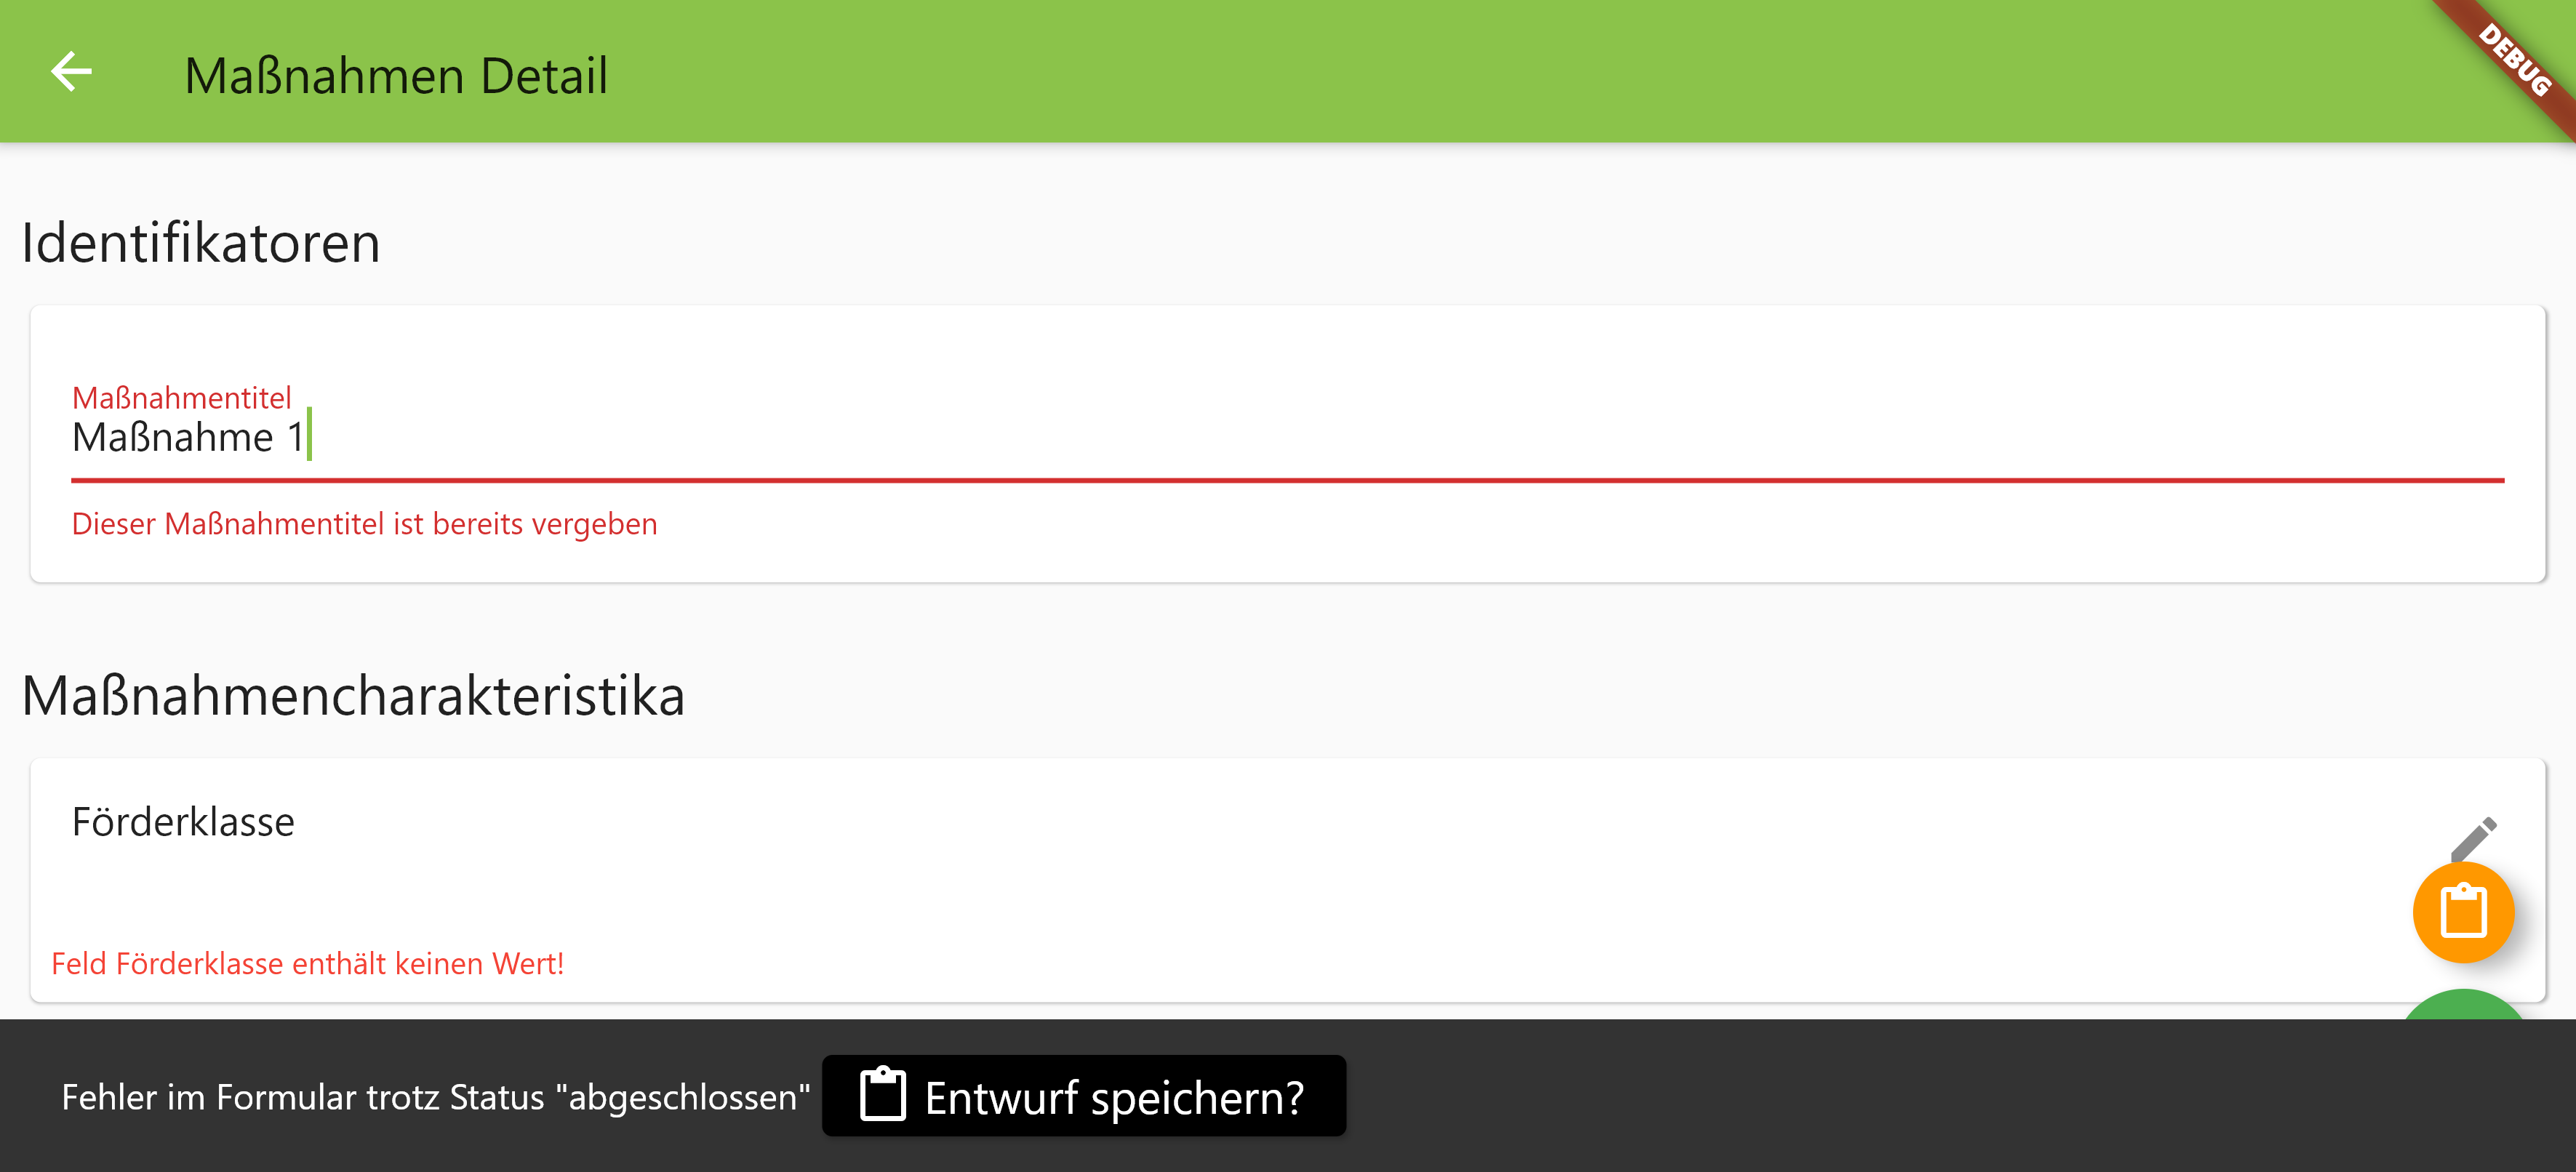 Maßnahmen Detail
DEBUG
Identifikatoren
Maßnahmentitel
Maßnahme 1
Dieser Maßnahmentitel ist bereits vergeben
Maßnahmencharakteristika
Förderklasse
Feld Förderklasse enthält keinen Wert!
Fehler im Formular trotz Status "abgeschlossen" Entwurf speichern?